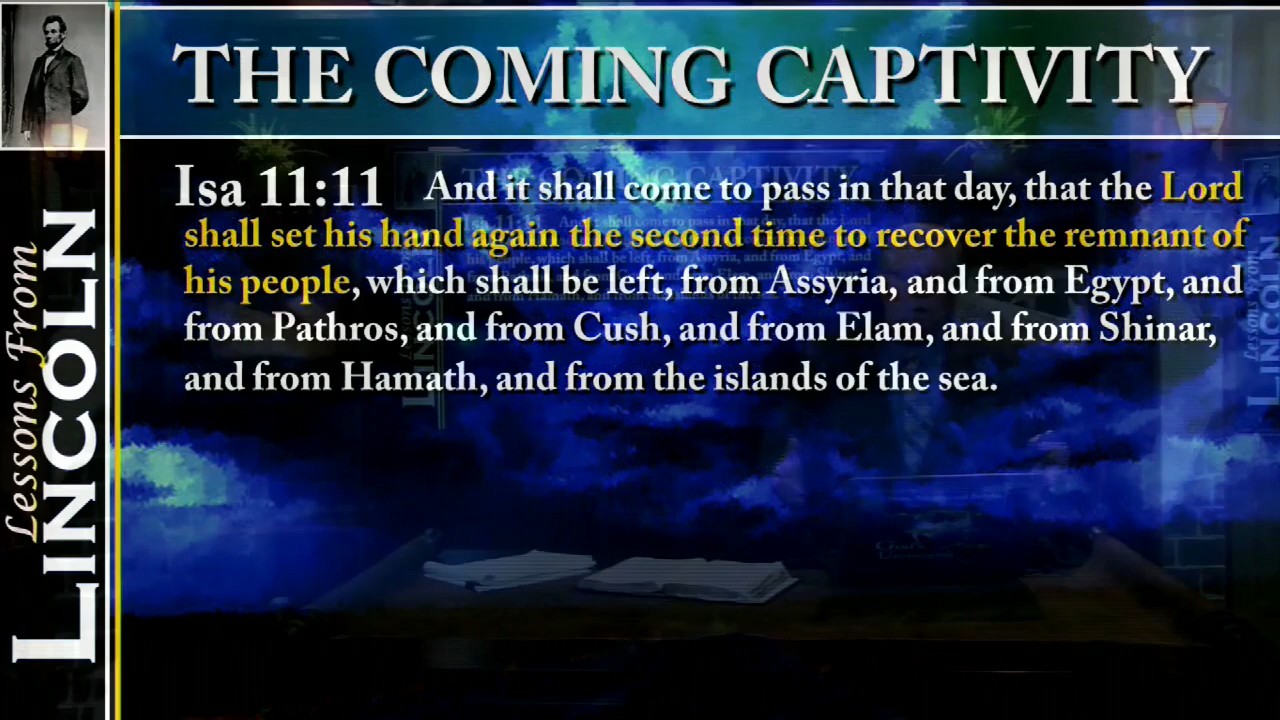 THE COMING CAPTIVITY
Isa 11:11 And it shall come to pass in that day, that the Lord
shall set his hand again the second time to recover the remnant of
his people, which shall be left, from Assyria, and from Egypt, and
from Pathros, and from Cush, and from Elam, and from Shinar,
and from Hamath, and from the islands of the sea.
Lessons From
LINCOLN